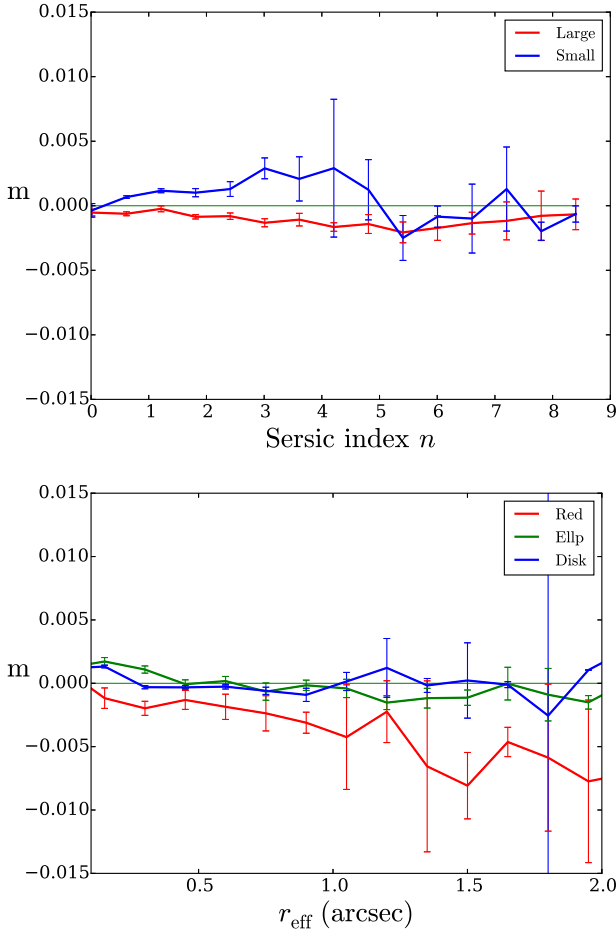 0.015
0.010
0.005
0.000
−0.005
−0.010
−0.015
m
Large
Small
0 1 2 3 4 5 6 7 8 9
Sersic index n
0.015
0.010
0.005
0.000
−0.005
−0.010
−0.015
m
Red
Ellp
Disk
0.5 1.0 1.5 2.0
r_eff (arcsec)